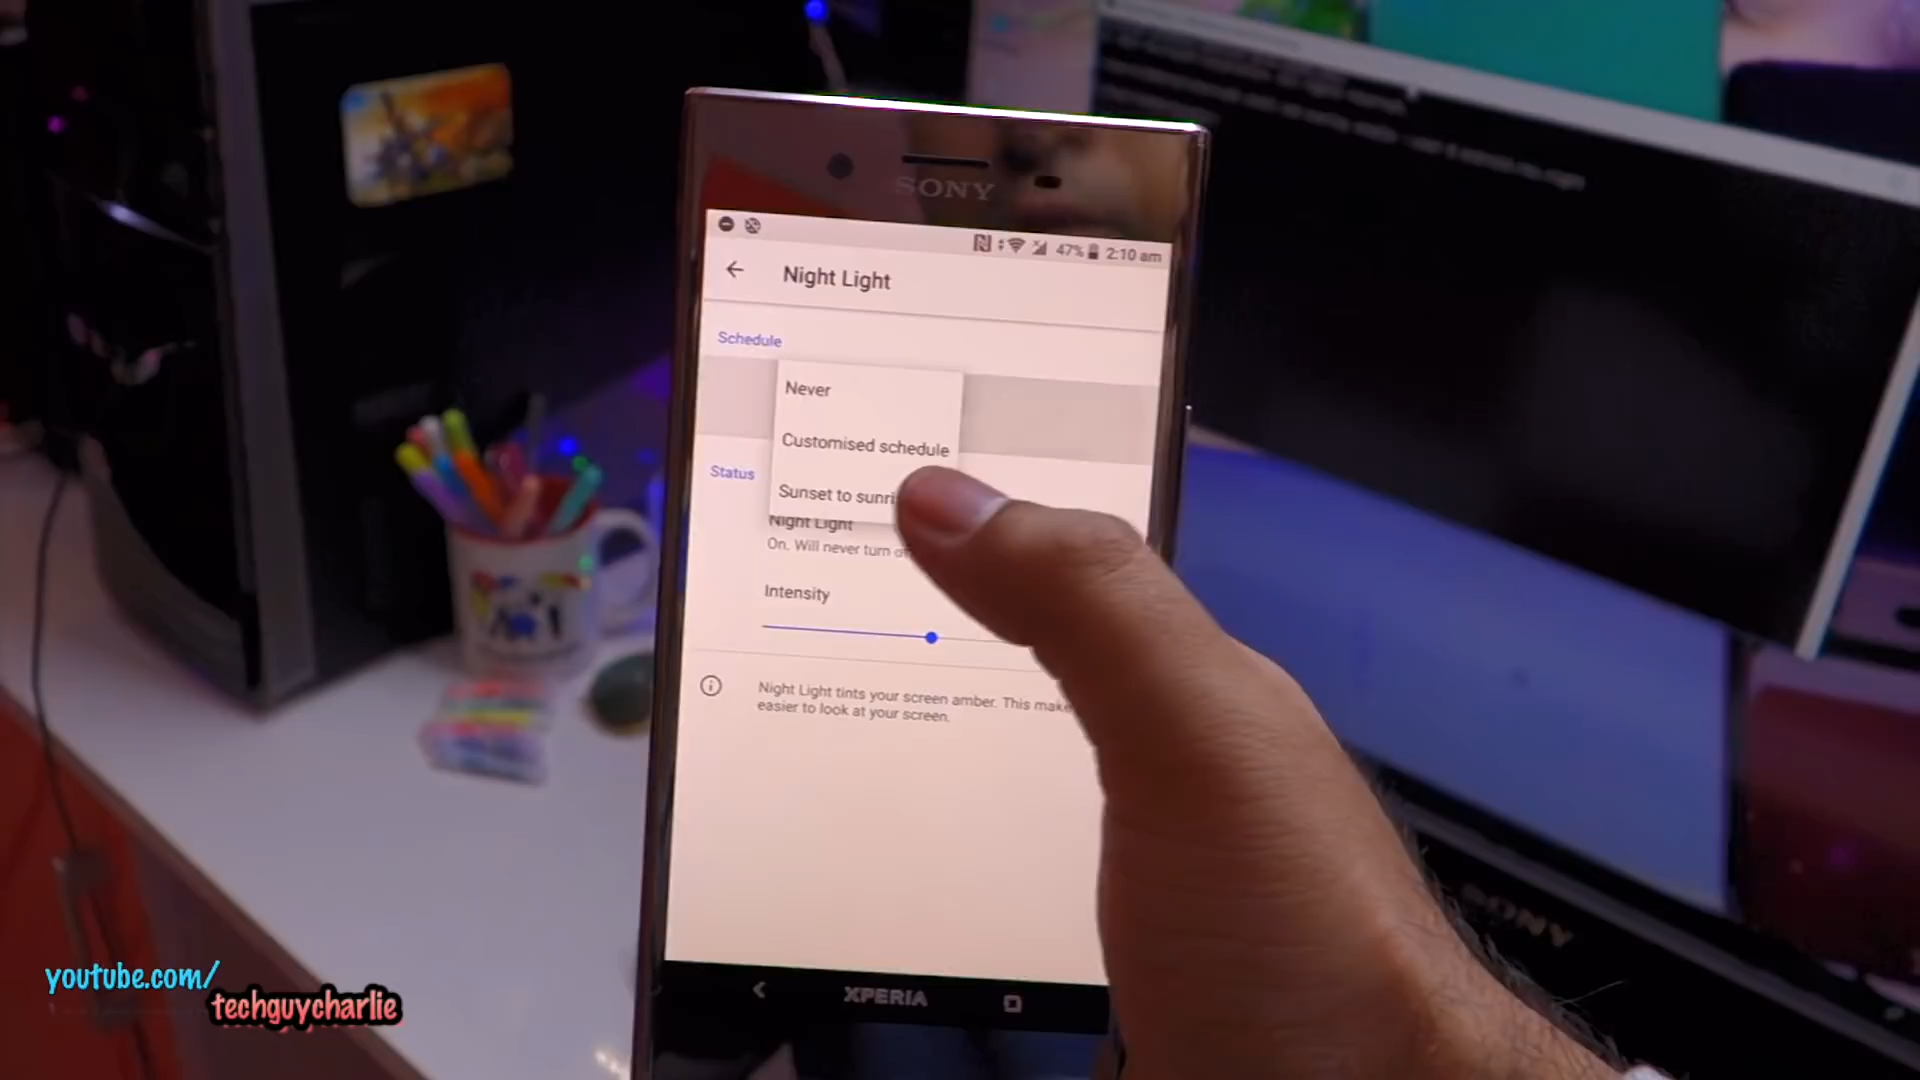 SONY
47% 2:10 am
Night Light
Schedule
Never
Customised schedule
Status
Sunset to sunri
Night Light
On. Will never turn
Intensity
Night Light tints your screen amber. This make
easier to look at your screen.
XPERIA
SONY
youtube.com/
techguycharlie